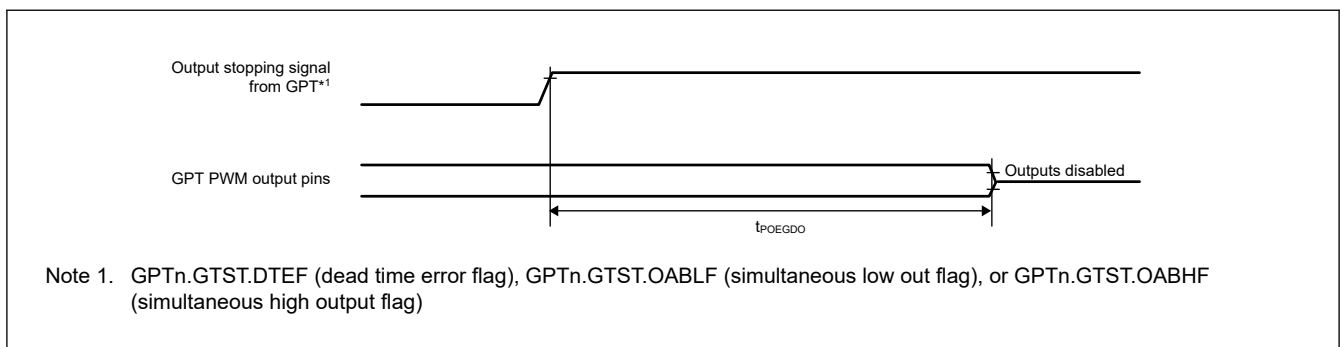 Output stopping signal
from GPT*1
GPT PWM output pins
Outputs disabled
tPOEGDO
Note 1. GPTn.GTST.DTEF (dead time error flag), GPTn.GTST.OABLF (simultaneous low out flag), or GPTn.GTST.OABHF
(simultaneous high output flag)